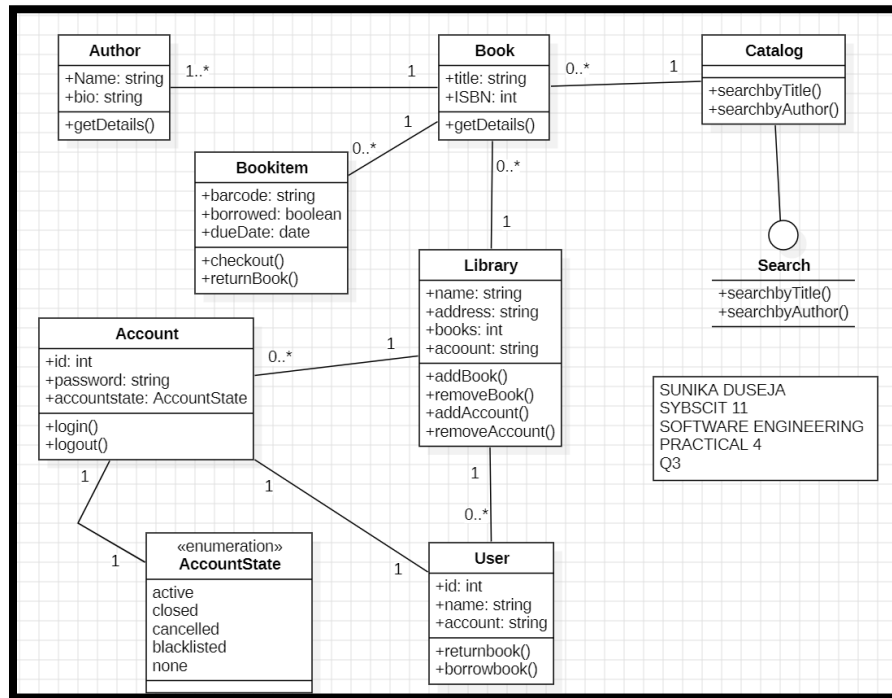 Author
+Name: string
+bio: string
+getDetails()
1..*
1
Book
+title: string
+ISBN: int
+getDetails()
0..*
1
Catalog
+searchbyTitle()
+searchbyAuthor()
1
0..*
Bookitem
+barcode: string
+borrowed: boolean
+dueDate: date
+checkout()
+returnBook()
0..*
1
Search
+searchbyTitle()
+searchbyAuthor()
Library
+name: string
+address: string
+books: int
+acoount: string
+addBook()
+removeBook()
+addAccount()
+removeAccount()
Account
+id: int
+password: string
+accountstate: AccountState
+login()
+logout()
0..*
1
SUNIKA DUSEJA
SYBSCIT 11
SOFTWARE ENGINEERING
PRACTICAL 4
Q3
1
1
1
0..*
1
1
«enumeration»
AccountState
active
closed
cancelled
blacklisted
none
User
+id: int
+name: string
+account: string
+returnbook()
+borrowbook()